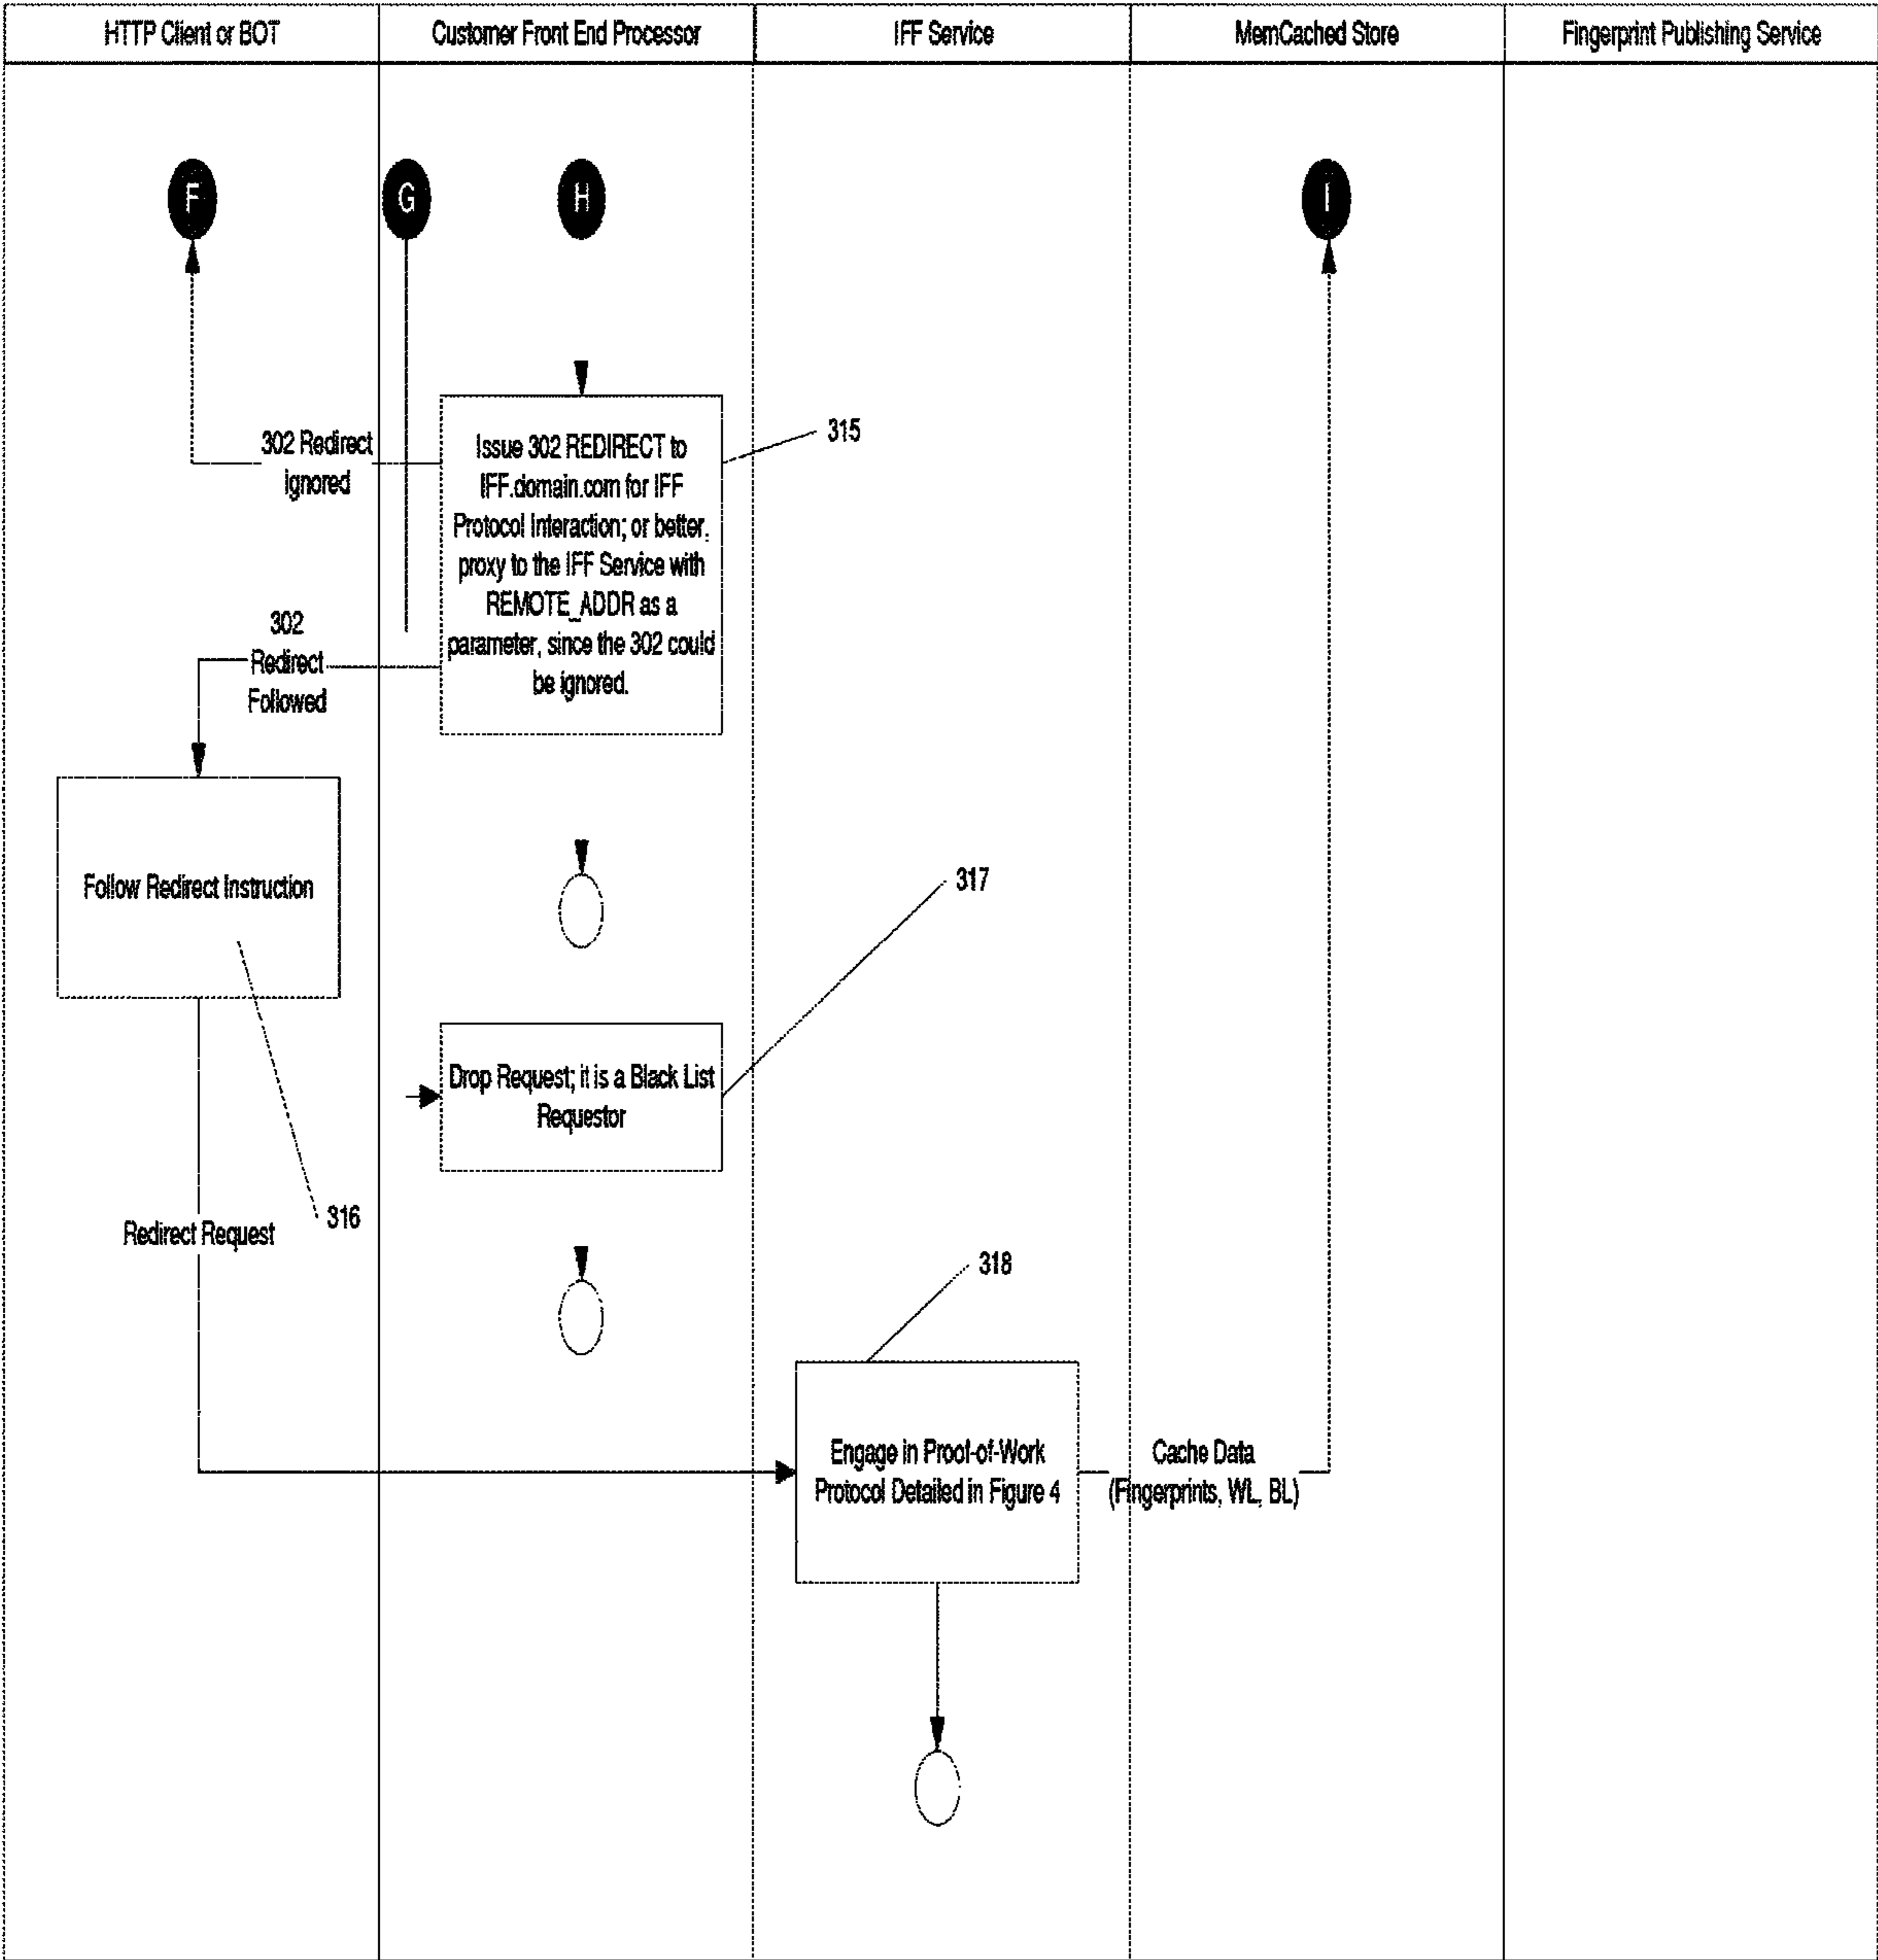 HTTP Client or BOT
Customer Front End Processor
IFF Service
MemCached Store
Fingerprint Publishing Service
F
G
H
I
302 Redirect
Ignored
Issue 302 REDIRECT to
IFF.domain.com for IFF
Protocol Interaction; or better,
proxy to the IFF Service with
REMOTE_ADDR as a
parameter, since the 302 could
be ignored.
315
302
Redirect
Followed
Follow Redirect Instruction
317
Drop Request; it is a Black List
Requestor
316
Redirect Request
318
Engage in Proof-of-Work
Protocol Detailed in Figure 4
Cache Data
(Fingerprints, WL, BL)